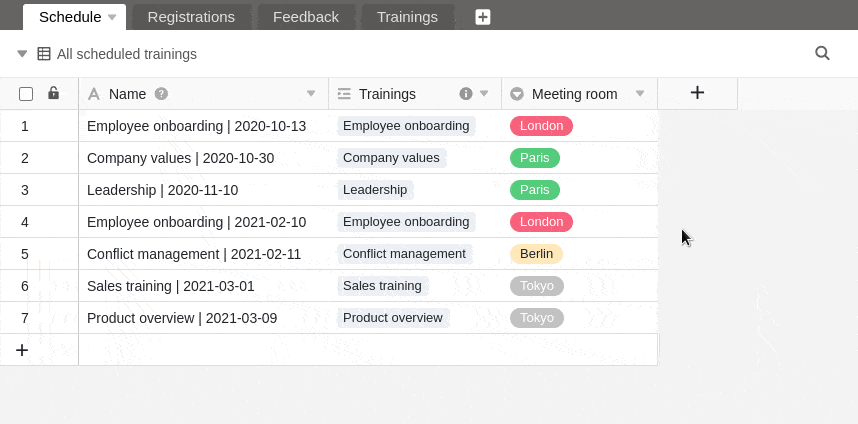 Schedule Registrations Feedback Trainings
All scheduled trainings
Name Trainings Meeting room
1 Employee onboarding | 2020-10-13 Employee onboarding London
2 Company values | 2020-10-30 Company values Paris
3 Leadership | 2020-11-10 Leadership Paris
4 Employee onboarding | 2021-02-10 Employee onboarding London
5 Conflict management | 2021-02-11 Conflict management Berlin
6 Sales training | 2021-03-01 Sales training Tokyo
7 Product overview | 2021-03-09 Product overview Tokyo